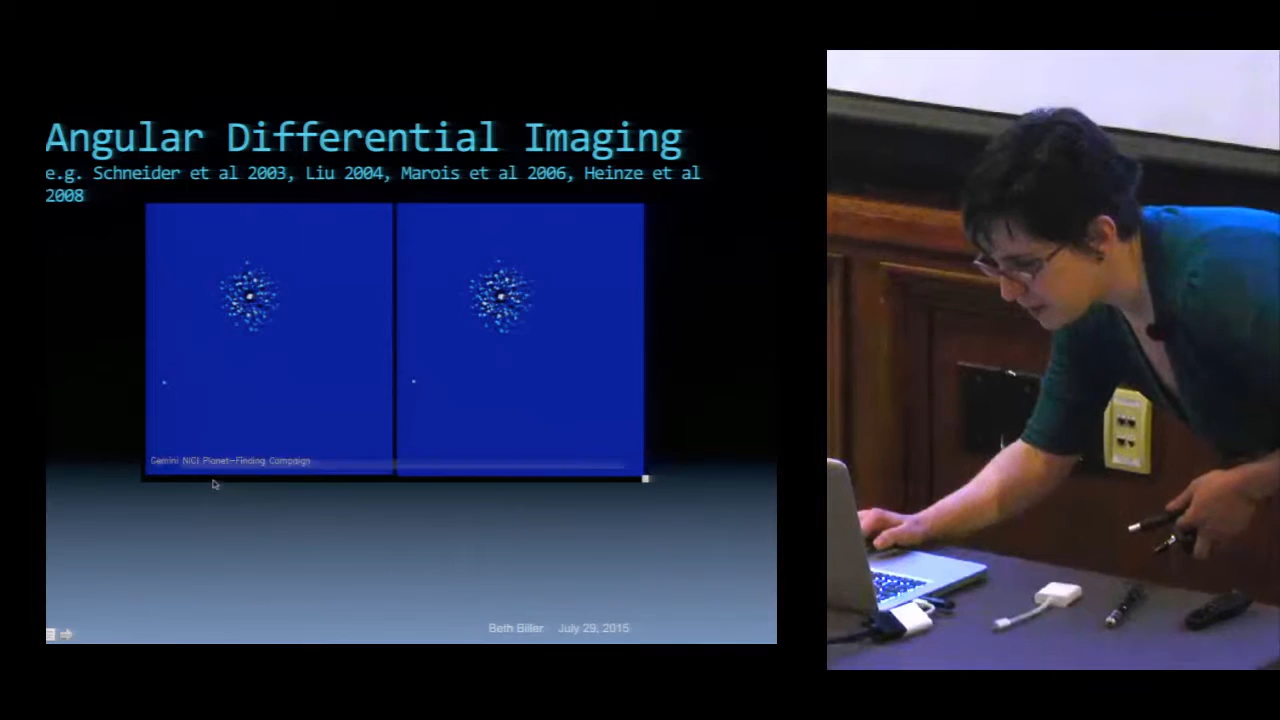 Angular Differential Imaging
e.g. Schneider et al 2003, Liu 2004, Marois et al 2006, Heinze et al
2008
Gemini NICI Planet-Finding Campaign
Beth Biller July 29, 2015